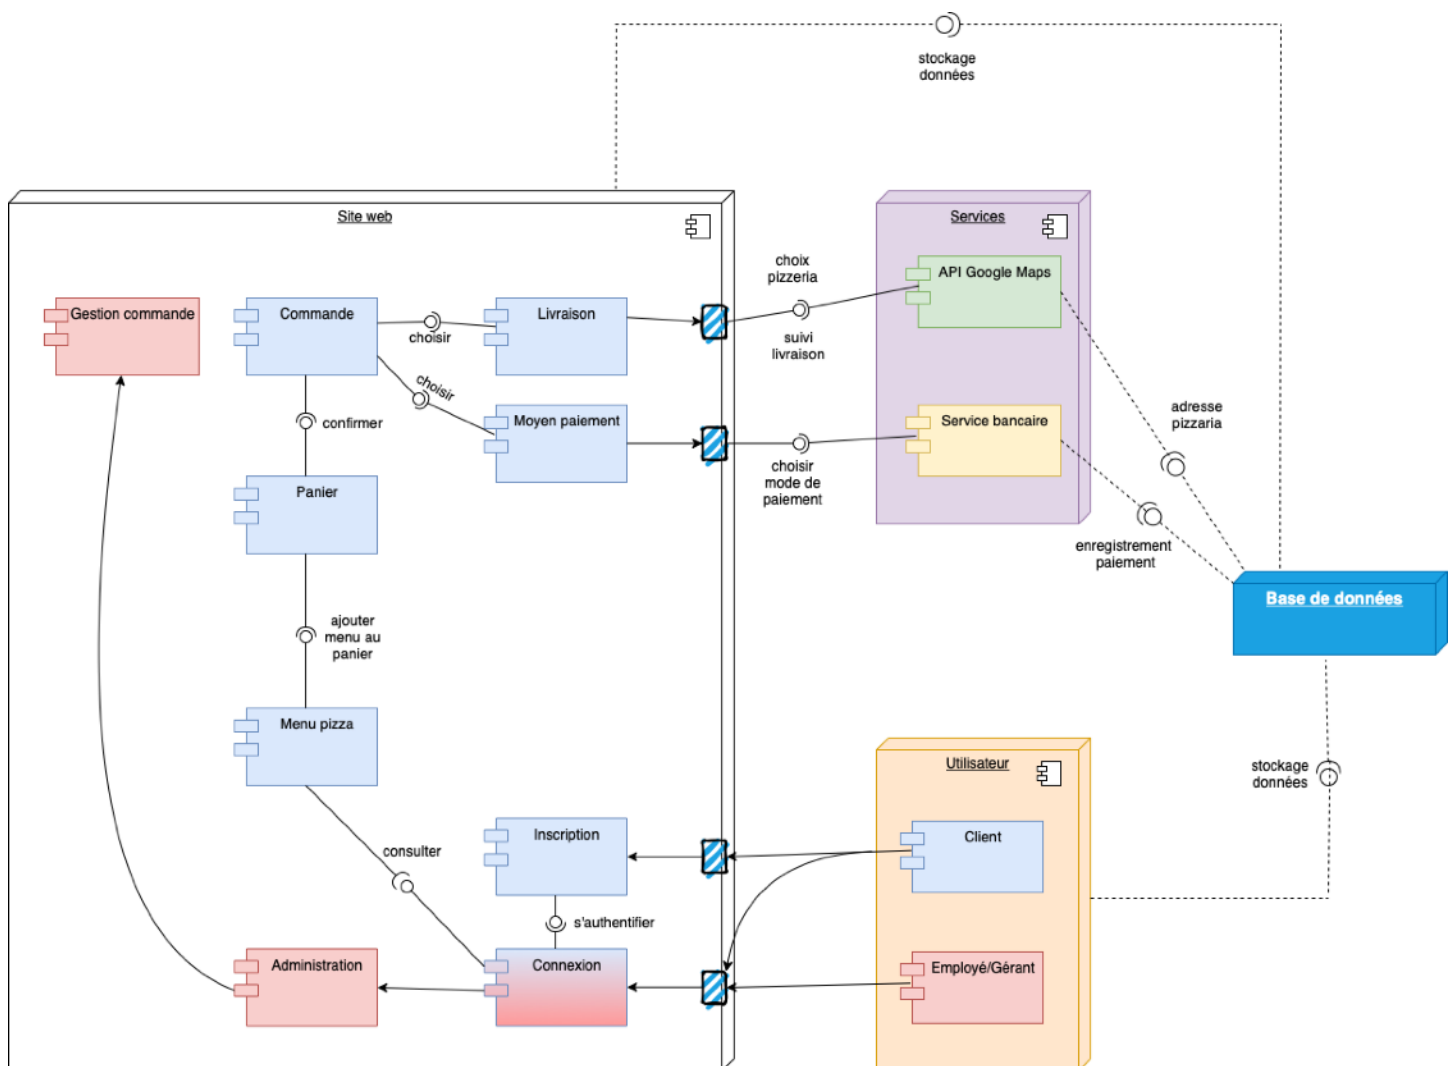 stockage
données
Site web
Services
choix
pizzeria
API Google Maps
Gestion commande
Commande
Livraison
choisir
suivi
livraison
choisir
Moyen paiement
Service bancaire
adresse
pizzaria
confirmer
choisir
mode de
paiement
Panier
enregistrement
paiement
Base de données
ajouter
menu au
panier
Menu pizza
Utilisateur
stockage
données
Inscription
Client
consulter
s'authentifier
Administration
Connexion
Employé/Gérant